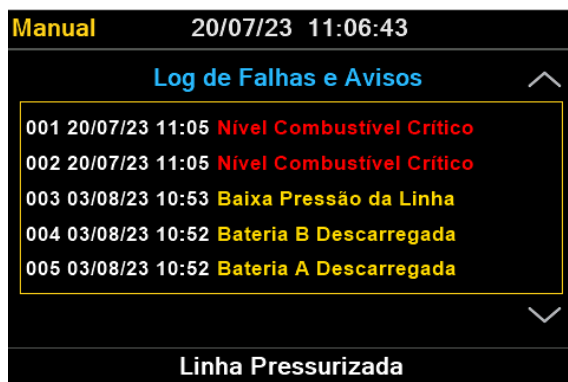 Manual 20/07/23 11:06:43
Log de Falhas e Avisos
001 20/07/23 11:05 Nível Combustível Crítico
002 20/07/23 11:05 Nível Combustível Crítico
003 03/08/23 10:53 Baixa Pressão da Linha
004 03/08/23 10:52 Bateria B Descarregada
005 03/08/23 10:52 Bateria A Descarregada
Linha Pressurizada